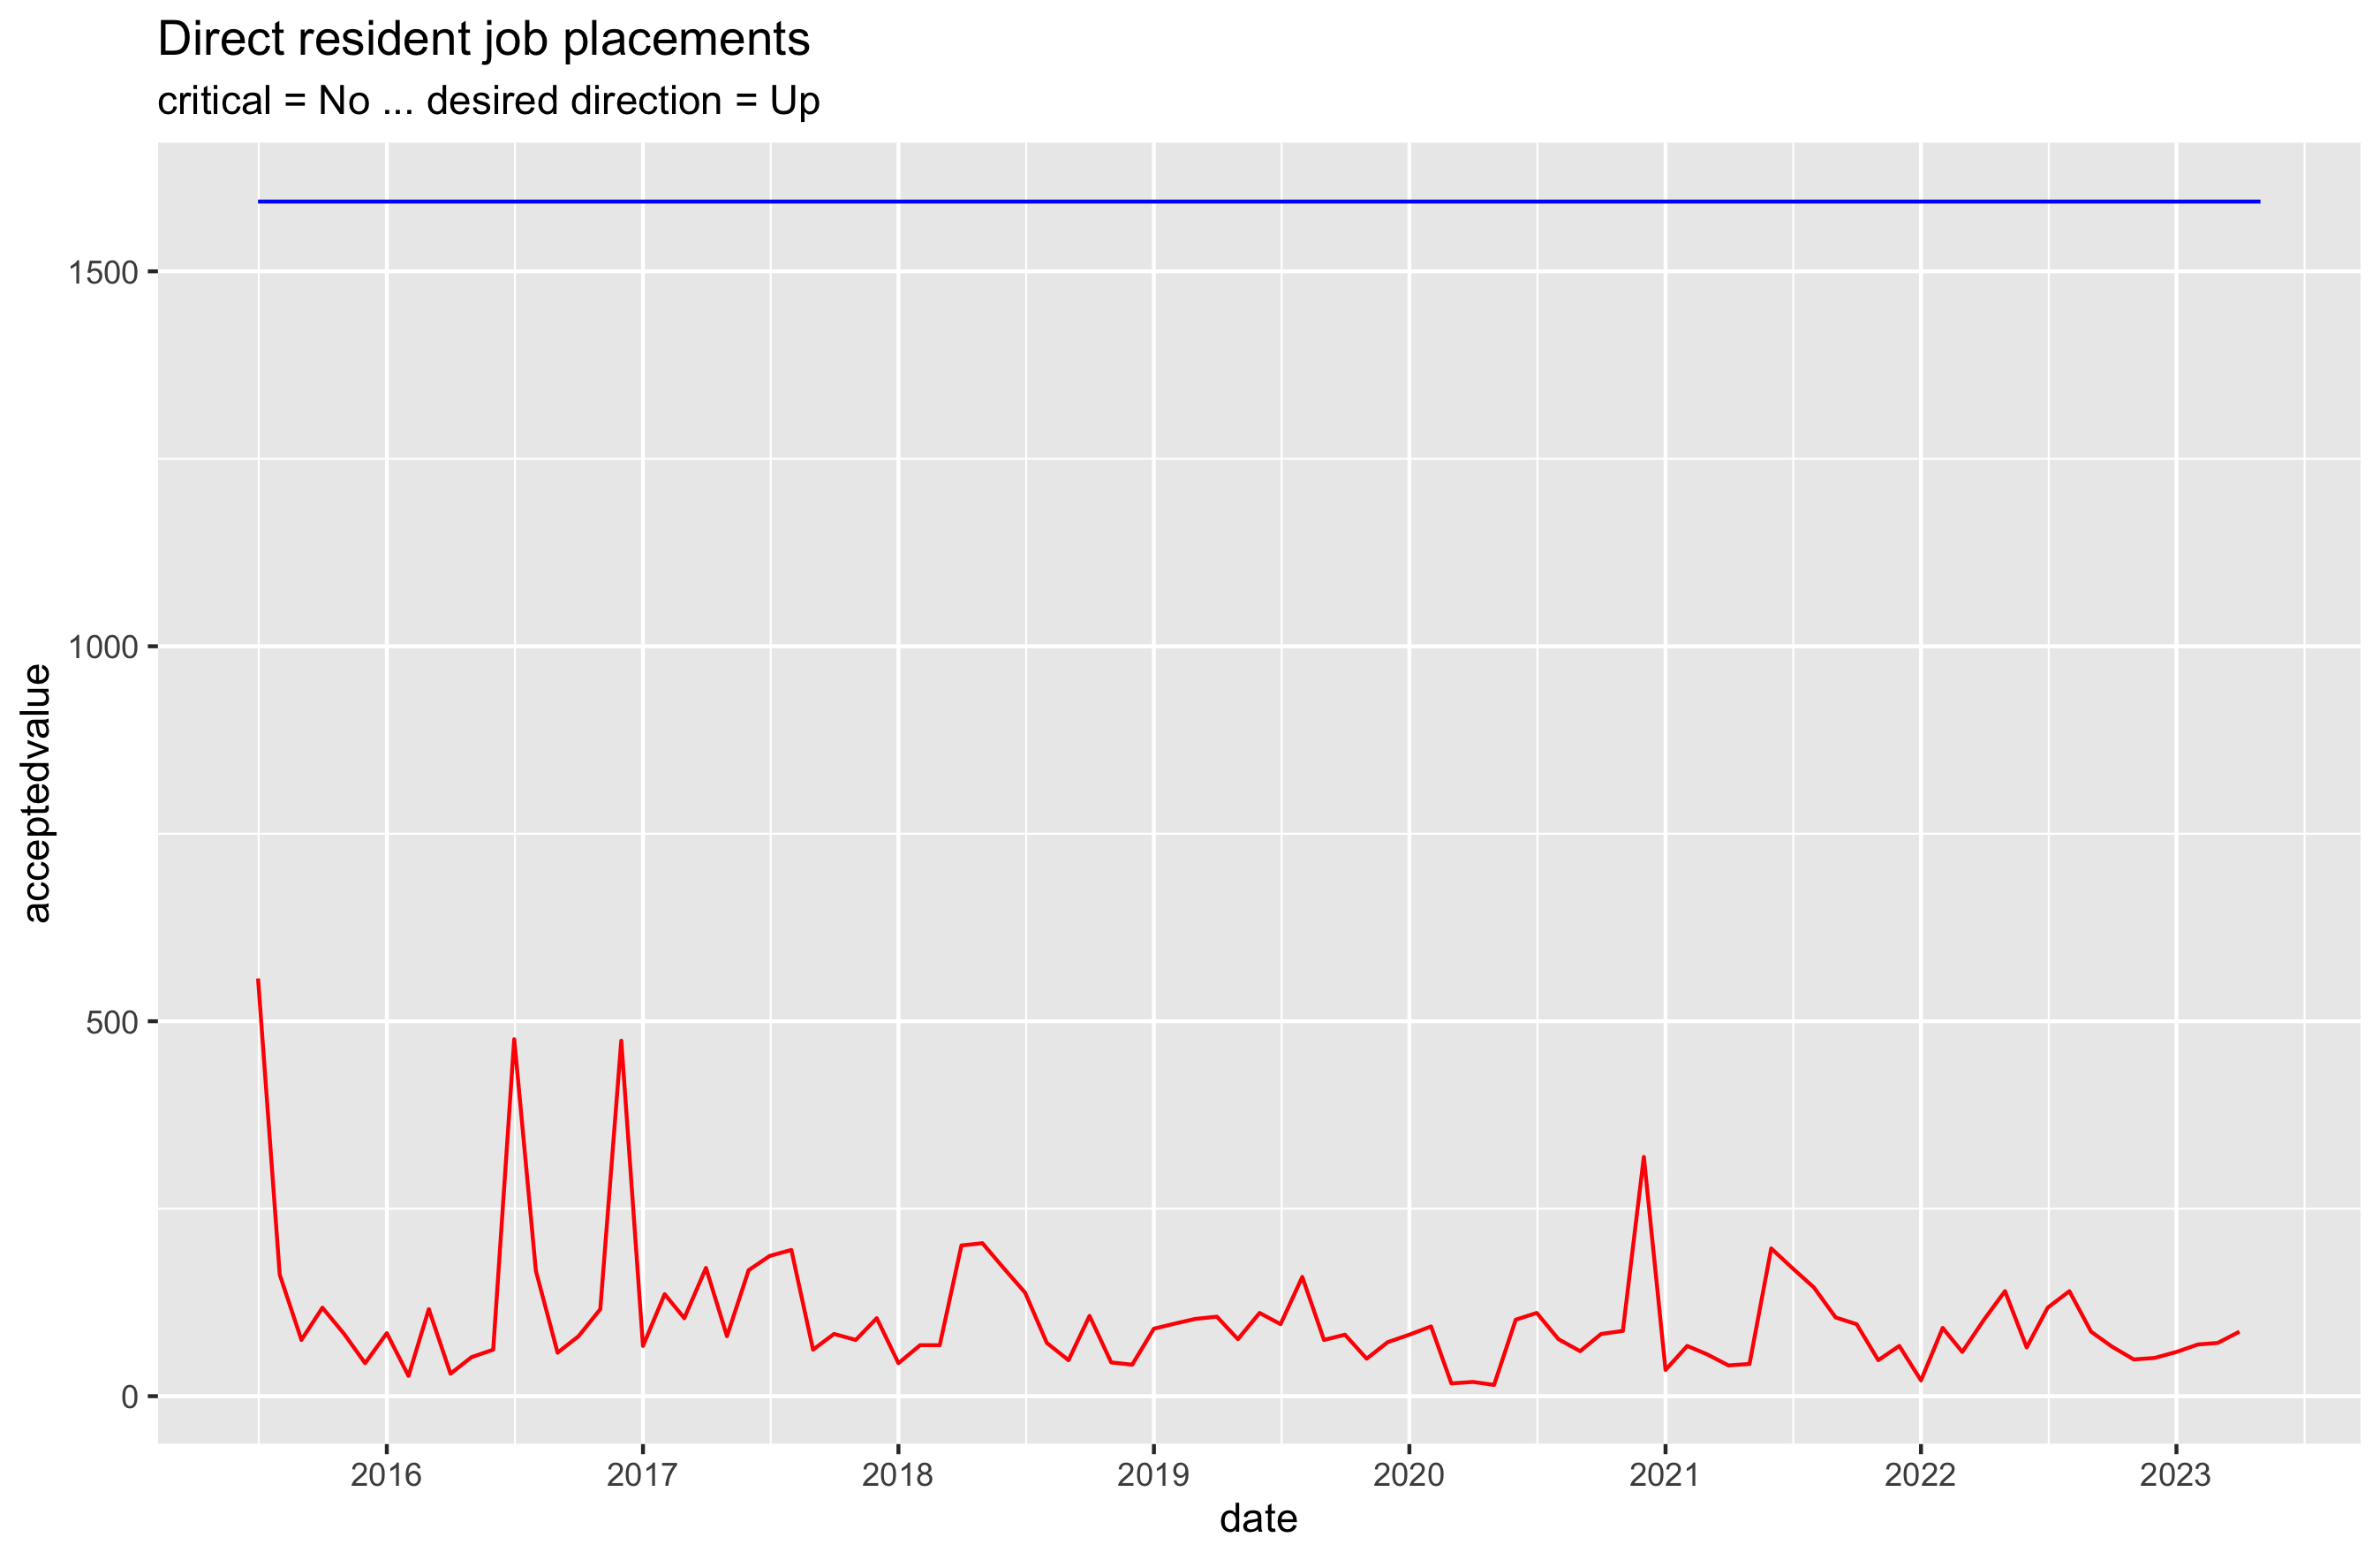 Direct resident job placements
critical = No ... desired direction = Up
1500
1000
500
0
acceptedvalue
2016 2017 2018 2019 2020 2021 2022 2023
date